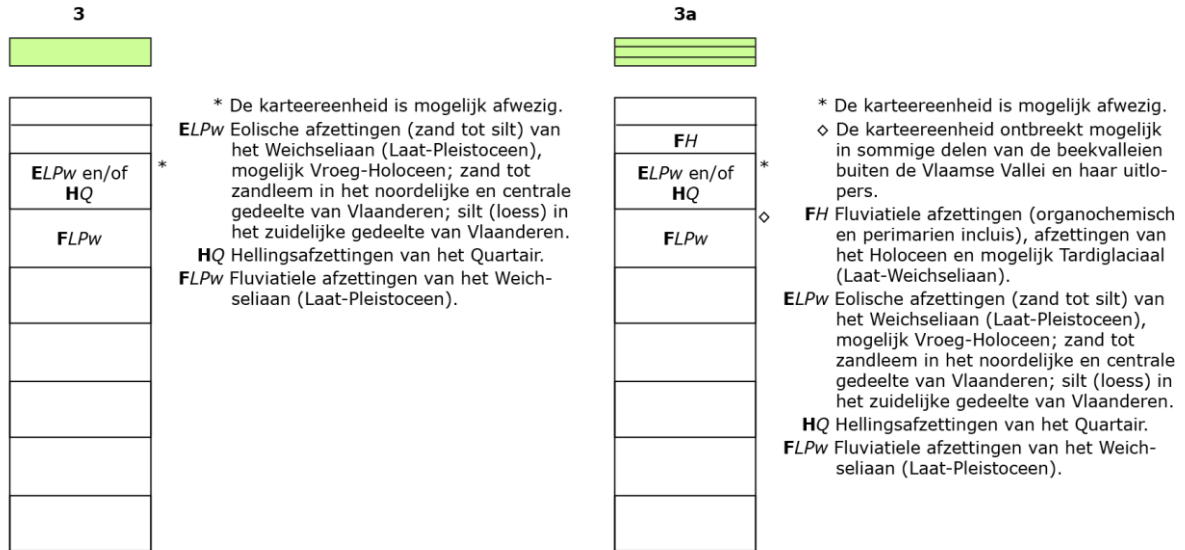 3
ELPw en/of
HQ
*
FLPw
* De karteereenheid is mogelijk afwezig.
ELPw Eolische afzettingen (zand tot silt) van
het Weichseliaan (Laat-Pleistoceen),
mogelijk Vroeg-Holoceen; zand tot
zandleem in het noordelijke en centrale
gedeelte van Vlaanderen; silt (loess) in
het zuidelijke gedeelte van Vlaanderen.
HQ Hellingsafzettingen van het Quartair.
FLPw Fluviatiele afzettingen van het Weich-
seliaan (Laat-Pleistoceen).
3a
FH
ELPw en/of
HQ
*
◇
FLPw
* De karteereenheid is mogelijk afwezig.
◇ De karteereenheid ontbreekt mogelijk
in sommige delen van de beekvalleien
buiten de Vlaamse Vallei en haar uitlo-
pers.
FH Fluviatiele afzettingen (organochemisch
en perimarien incluis), afzettingen van
het Holoceen en mogelijk Tardiglaciaal
(Laat-Weichseliaan).
ELPw Eolische afzettingen (zand tot silt) van
het Weichseliaan (Laat-Pleistoceen),
mogelijk Vroeg-Holoceen; zand tot
zandleem in het noordelijke en centrale
gedeelte van Vlaanderen; silt (loess) in
het zuidelijke gedeelte van Vlaanderen.
HQ Hellingsafzettingen van het Quartair.
FLPw Fluviatiele afzettingen van het Weich-
seliaan (Laat-Pleistoceen).